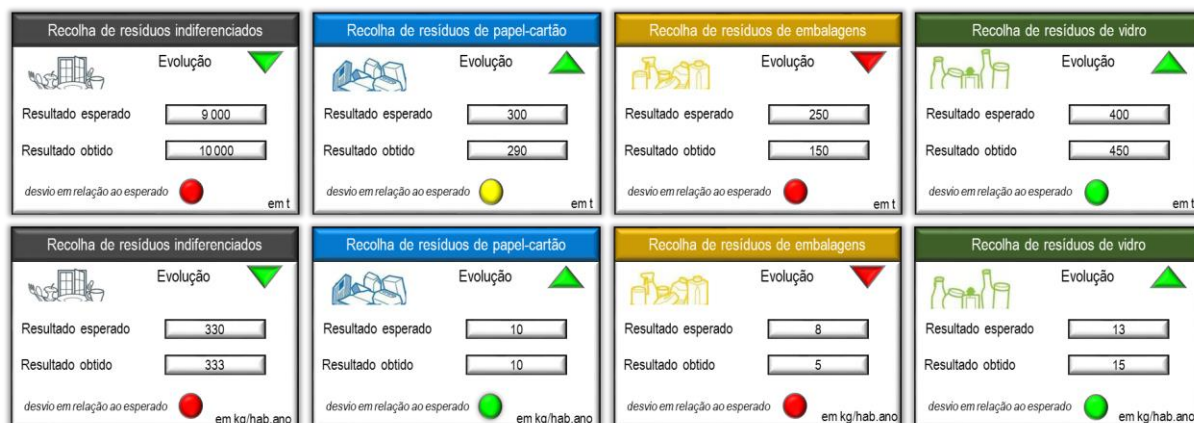 Recolha de resíduos indiferenciados
Evolução
Resultado esperado 9 000
Resultado obtido 10 000
desvio em relação ao esperado
em t
Recolha de resíduos de papel-cartão
Evolução
Resultado esperado 300
Resultado obtido 290
desvio em relação ao esperado
em t
Recolha de resíduos de embalagens
Evolução
Resultado esperado 250
Resultado obtido 150
desvio em relação ao esperado
em t
Recolha de resíduos de vidro
Evolução
Resultado esperado 400
Resultado obtido 450
desvio em relação ao esperado
em t
Recolha de resíduos indiferenciados
Evolução
Resultado esperado 330
Resultado obtido 333
desvio em relação ao esperado
em kg/hab.ano
Recolha de resíduos de papel-cartão
Evolução
Resultado esperado 10
Resultado obtido 10
desvio em relação ao esperado
em kg/hab.ano
Recolha de resíduos de embalagens
Evolução
Resultado esperado 8
Resultado obtido 5
desvio em relação ao esperado
em kg/hab.ano
Recolha de resíduos de vidro
Evolução
Resultado esperado 13
Resultado obtido 15
desvio em relação ao esperado
em kg/hab.ano